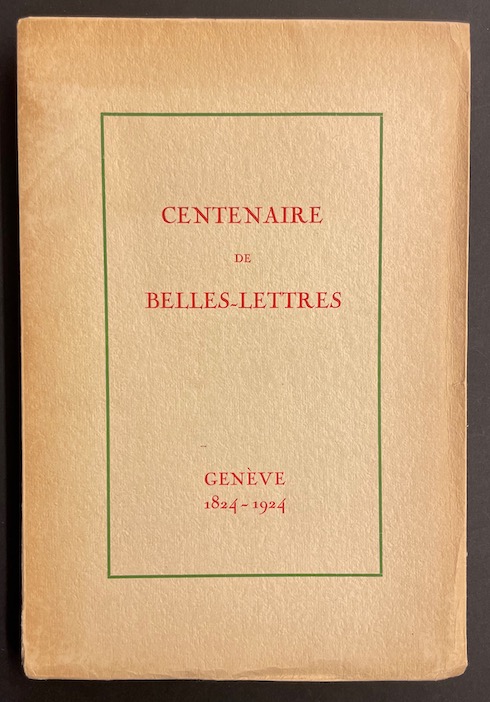 CENTENAIRE
DE
BELLES-LETTRES
GENÈVE
1824-1924